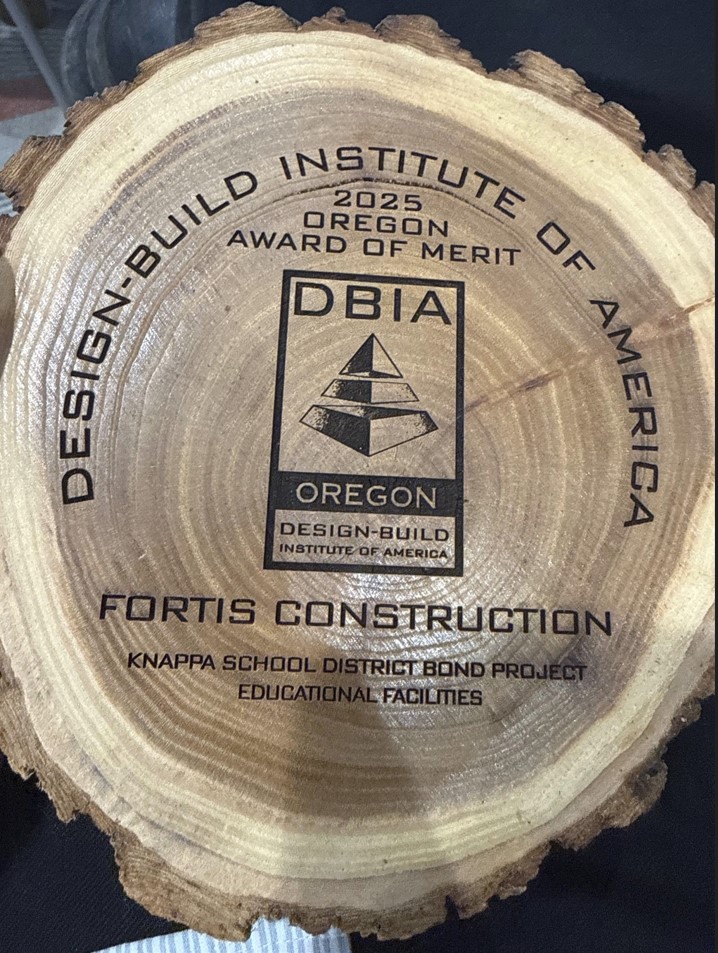 DESIGN-BUILD INSTITUTE OF AMERICA
2025
OREGON
AWARD OF MERIT
DBIA
OREGON
DESIGN-BUILD
INSTITUTE OF AMERICA
FORTIS CONSTRUCTION
KNAPPA SCHOOL DISTRICT BOND PROJECT
EDUCATIONAL FACILITIES